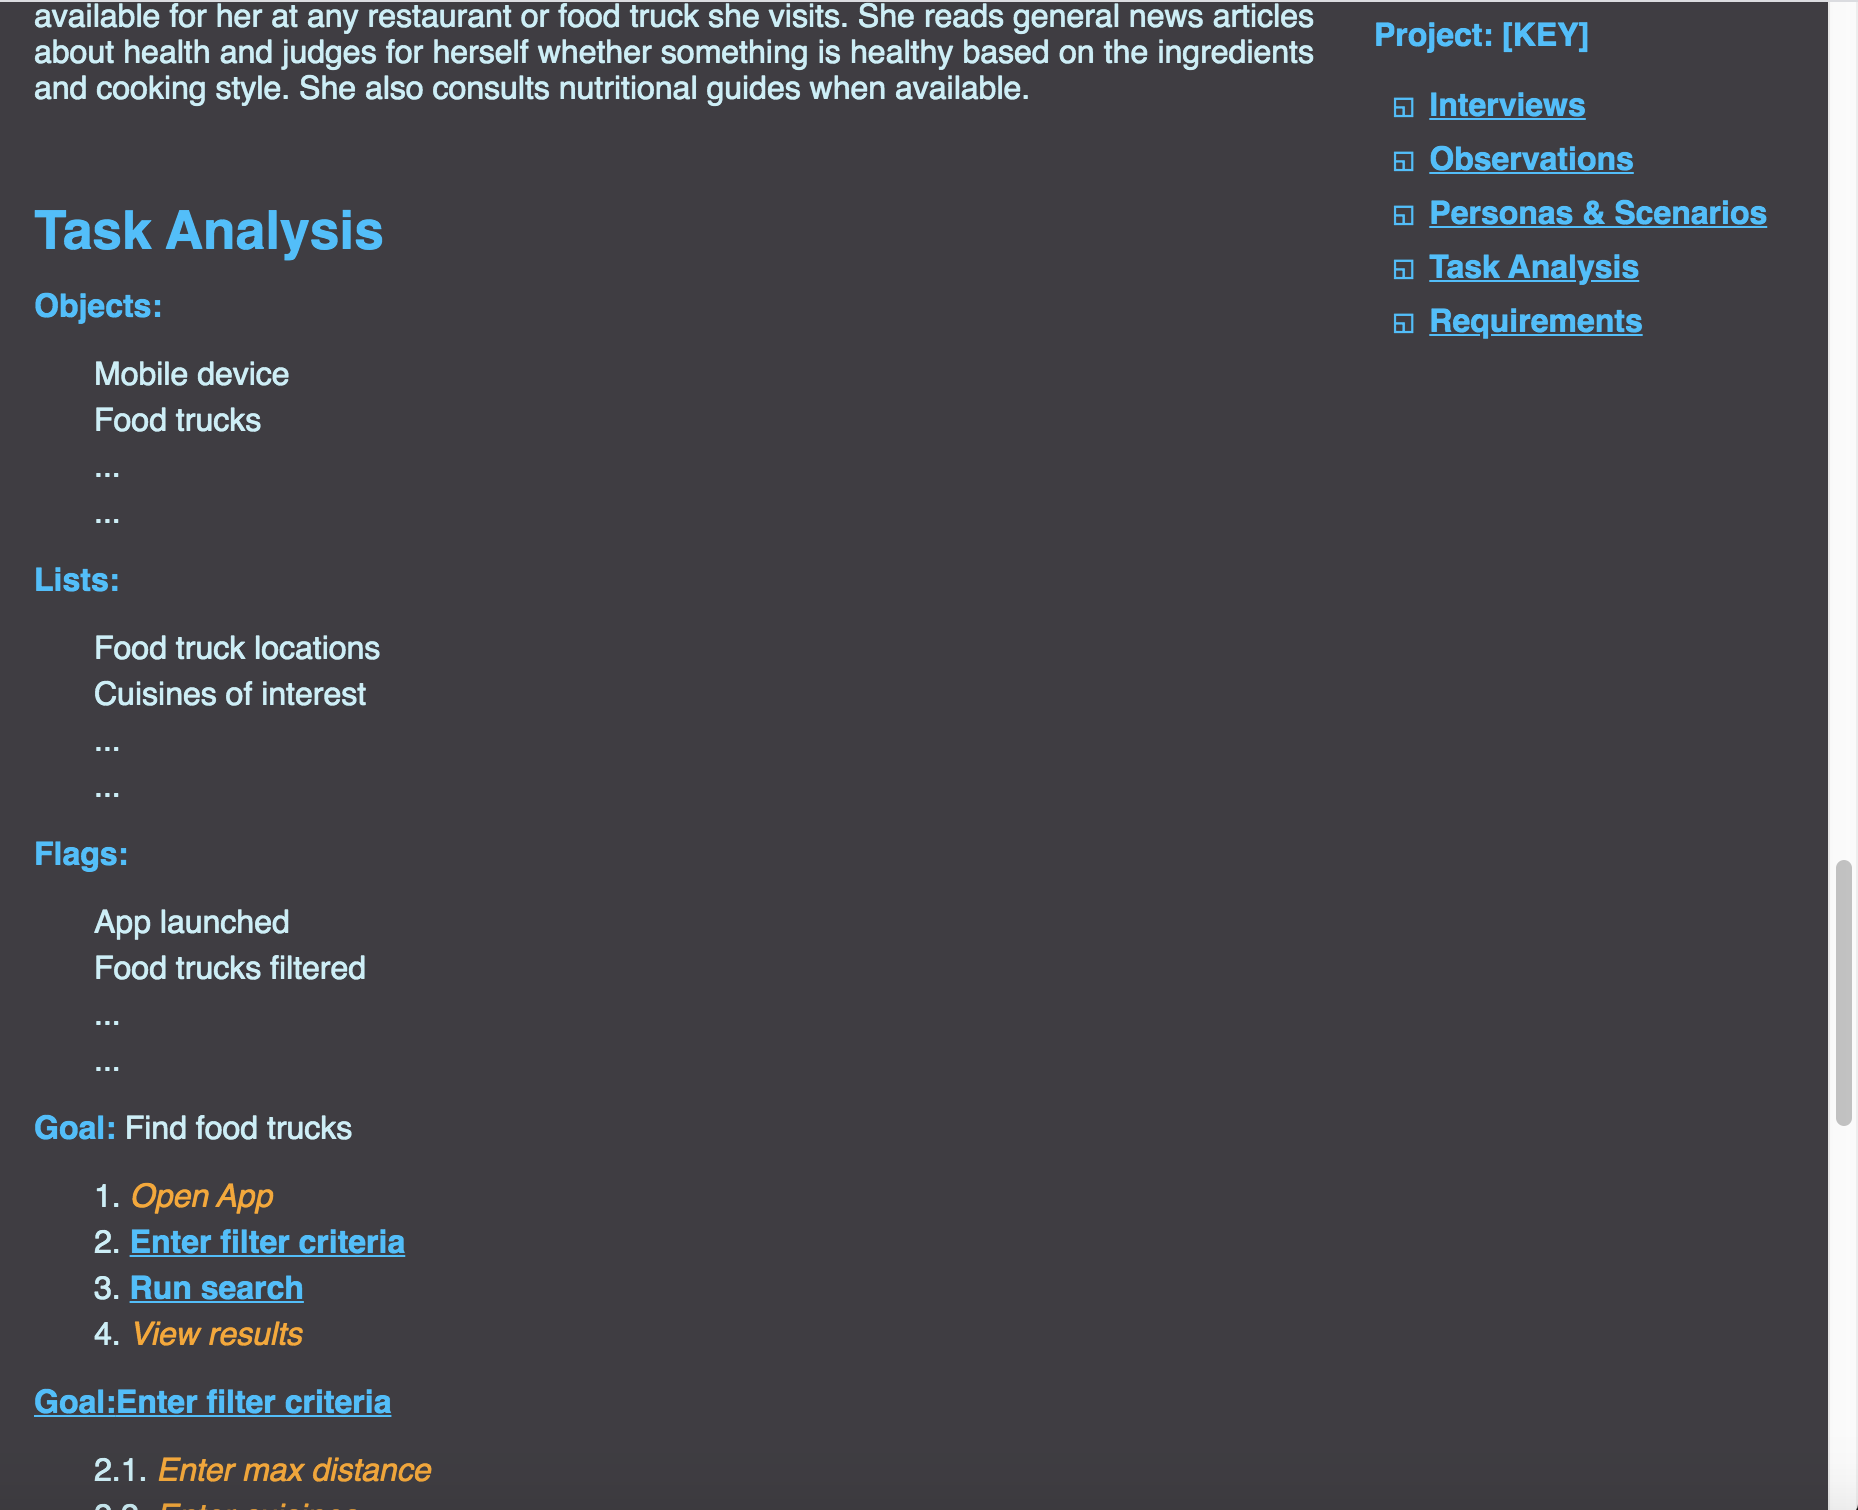 available for her at any restaurant or food truck she visits. She reads general news articles
about health and judges for herself whether something is healthy based on the ingredients
and cooking style. She also consults nutritional guides when available.
Task Analysis
Objects:
Mobile device
Food trucks
...
...
Lists:
Food truck locations
Cuisines of interest
...
...
Flags:
App launched
Food trucks filtered
...
...
Goal: Find food trucks
1. Open App
2. Enter filter criteria
3. Run search
4. View results
Goal:Enter filter criteria
2.1. Enter max distance
Project: [KEY]
Interviews
Observations
Personas & Scenarios
Task Analysis
Requirements